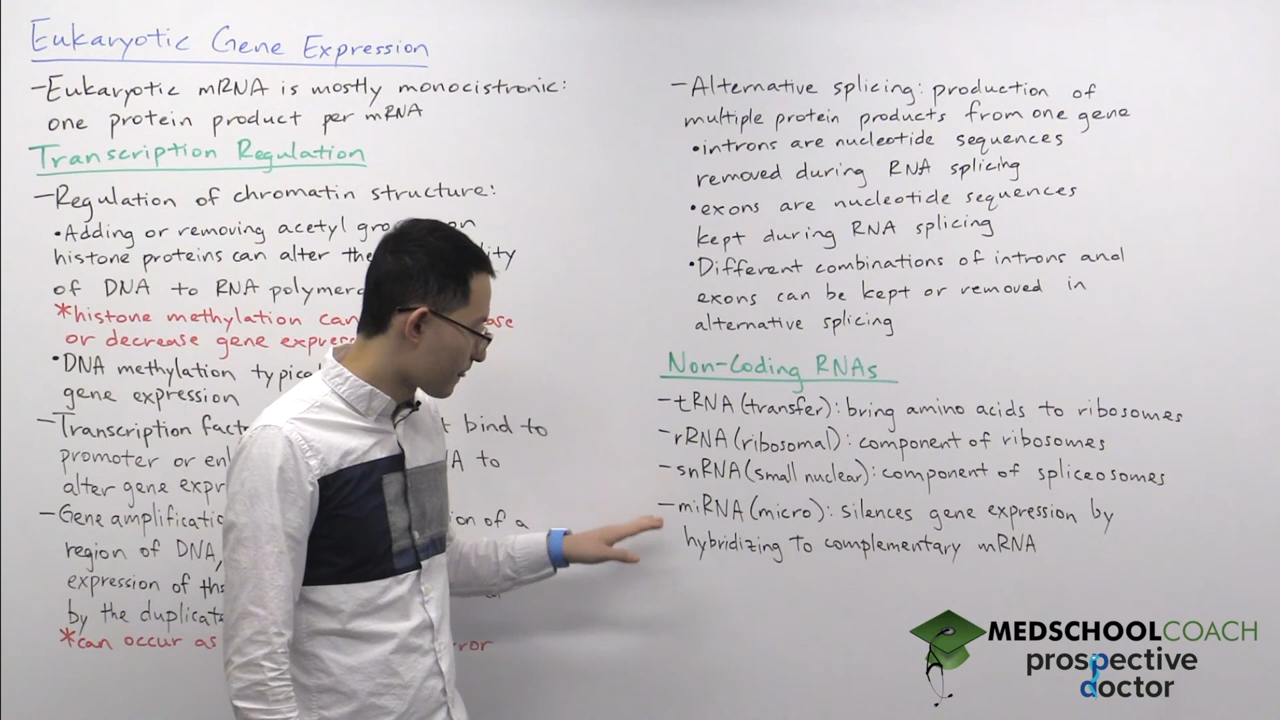 Eukaryotic Gene Expression
-Eukaryotic mRNA is mostly monocistronic:
one protein product per mRNA
Transcription Regulation
-Regulation of chromatin structure:
•Adding or removing acetyl on
histone proteins can alter the
of DNA to RNA
*histone methylation can
or decrease gene
•DNA methylation
gene expression
-Transcription bind to
promoter or to
alter gene
-Gene of a
region of DNA,
expression of
by the
*can occur as
-Alternative splicing: production of
multiple protein products from one gene
•introns are nucleotide sequences
removed during RNA splicing
•exons are nucleotide sequences
kept during RNA splicing
•Different combinations of introns and
exons can be kept or removed in
alternative splicing
Non-Coding RNAs
-tRNA (transfer): bring amino acids to ribosomes
-rRNA (ribosomal): component of ribosomes
-snRNA (small nuclear): component of spliceosomes
-miRNA (micro): silences gene expression by
hybridizing to complementary mRNA
MEDSCHOOLCOACH
prospective
doctor